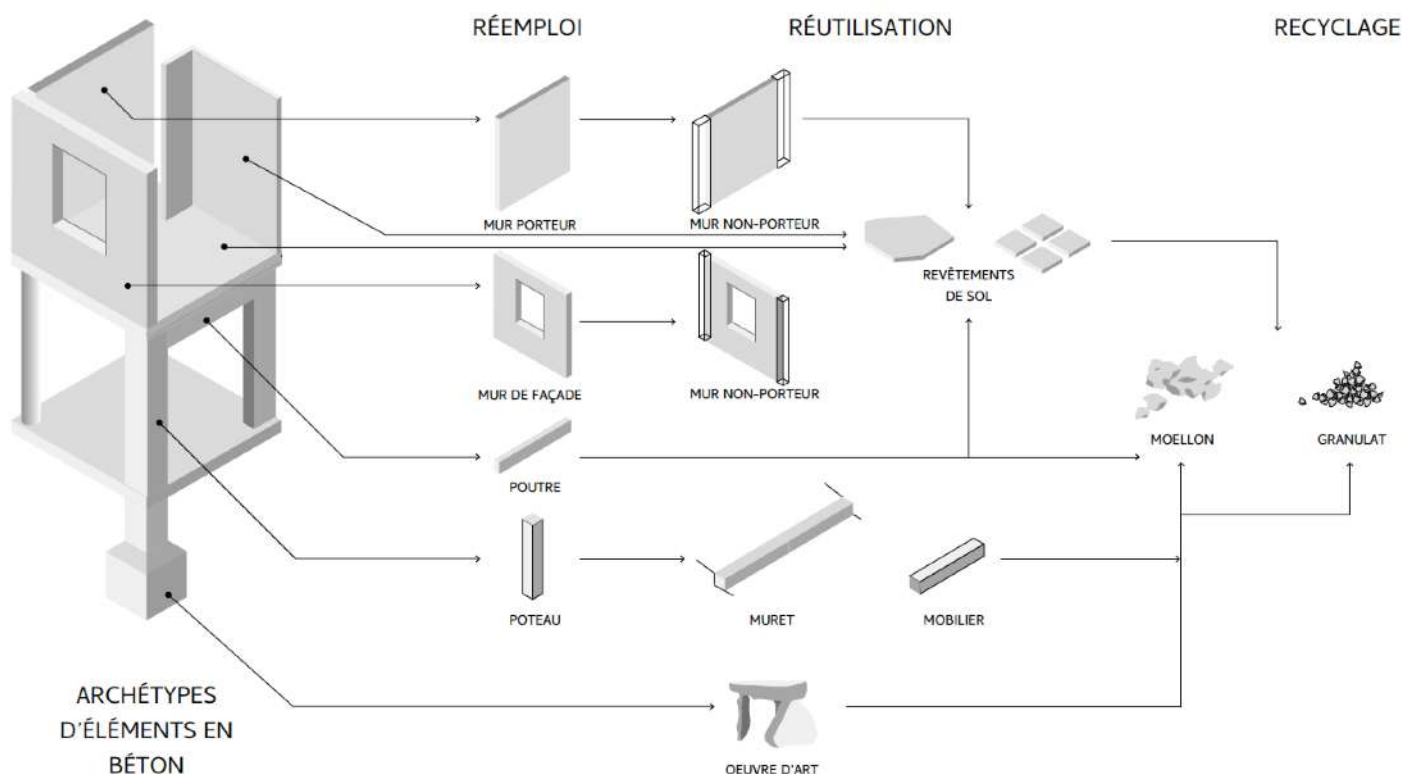 RÉEMPLOI
RÉUTILISATION
RECYCLAGE
MUR PORTEUR
MUR NON-PORTEUR
REVÊTEMENTS
DE SOL
MUR DE FAÇADE
MUR NON-PORTEUR
MOELLON
GRANULAT
POUTRE
POTEAU
MURET
MOBILIER
ARCHÉTYPES
D'ÉLÉMENTS EN
BÉTON
OEUVRE D'ART